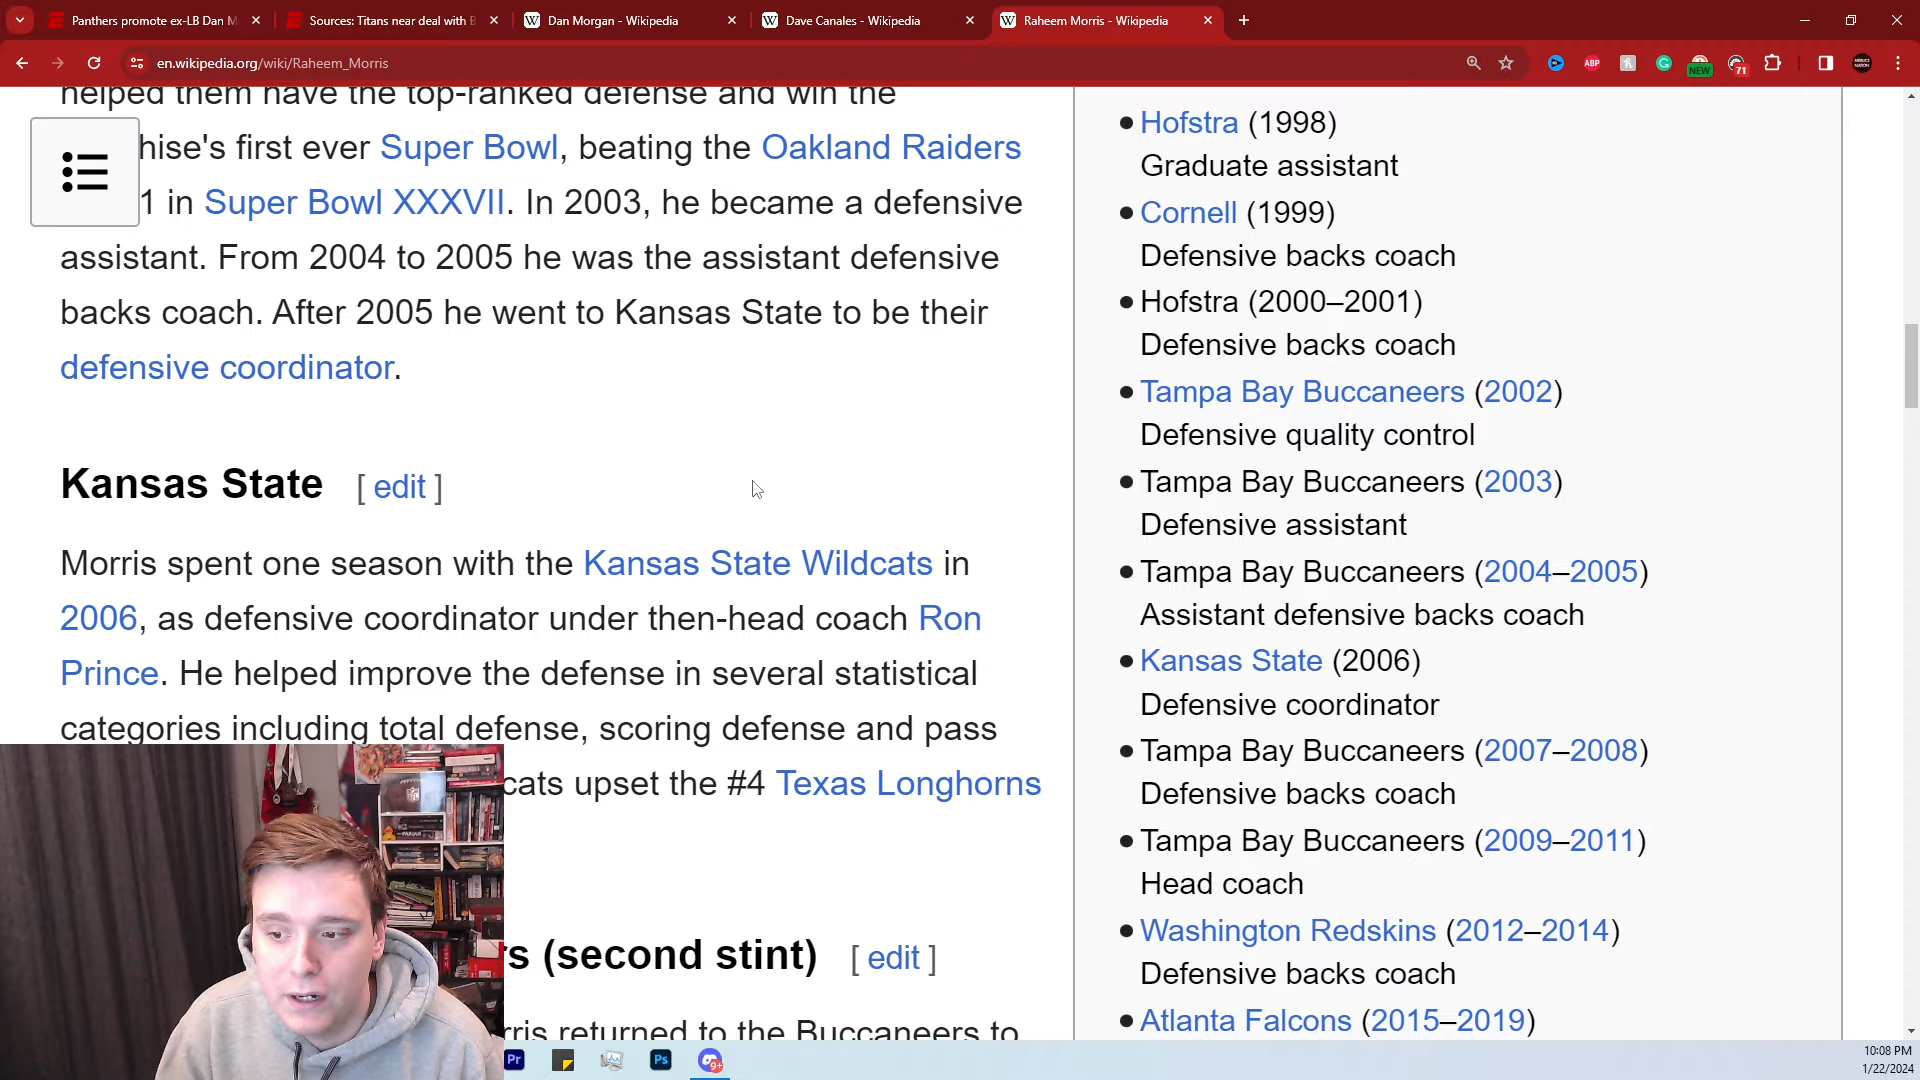 Panthers promote ex-LB Dan M
Sources: Titans near deal with B
Dan Morgan - Wikipedia
Dave Canales - Wikipedia
Raheem Morris - Wikipedia
en.wikipedia.org/wiki/Raheem_Morris
ABP
NEW
71
helped them have the top-ranked defense and win the
hise's first ever Super Bowl, beating the Oakland Raiders
1 in Super Bowl XXXVII. In 2003, he became a defensive
assistant. From 2004 to 2005 he was the assistant defensive
backs coach. After 2005 he went to Kansas State to be their
defensive coordinator.
Kansas State [ edit ]
Morris spent one season with the Kansas State Wildcats in
2006, as defensive coordinator under then-head coach Ron
Prince. He helped improve the defense in several statistical
categories including total defense, scoring defense and pass
cats upset the #4 Texas Longhorns
rs (second stint) [ edit ]
rris returned to the Buccaneers to
Hofstra (1998)
Graduate assistant
Cornell (1999)
Defensive backs coach
Hofstra (2000–2001)
Defensive backs coach
Tampa Bay Buccaneers (2002)
Defensive quality control
Tampa Bay Buccaneers (2003)
Defensive assistant
Tampa Bay Buccaneers (2004–2005)
Assistant defensive backs coach
Kansas State (2006)
Defensive coordinator
Tampa Bay Buccaneers (2007–2008)
Defensive backs coach
Tampa Bay Buccaneers (2009–2011)
Head coach
Washington Redskins (2012–2014)
Defensive backs coach
Atlanta Falcons (2015–2019)
Pr
Ps
9+
10:08 PM
1/22/2024